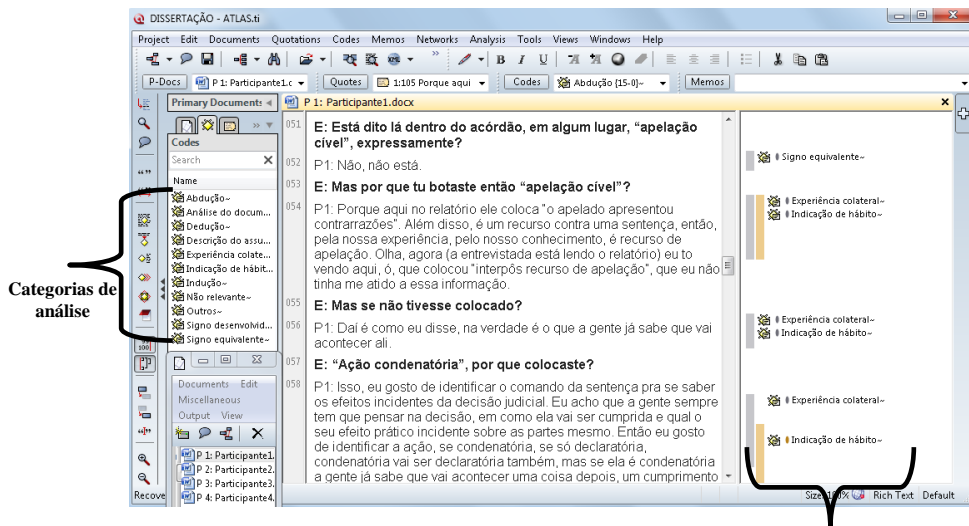 DISSERTAÇÃO - ATLAS.ti
Project Edit Documents Quotations Codes Memos Networks Analysis Tools Views Windows Help
B I U
P-Docs P 1: Participante1.c Quotes 1:105 Porque aqui Codes Abdução {15-0}~ Memos
Primary Documents
P 1: Participante1.docx
Codes
Search
Name
Abdução~
Análise do docum...
Dedução~
Descrição do assu...
Experiência colate...
Indicação de hábit...
Indução~
Não relevante~
Outros~
Signo desenvolvid...
Signo equivalente~
Categorias de
análise
Documents Edit
Miscellaneous
Output View
P 1: Participante1.
P 2: Participante2.
P 3: Participante3.
P 4: Participante4.
051 E: Está dito lá dentro do acórdão, em algum lugar, “apelação
cível”, expressamente?
052 P1: Não, não está.
053 E: Mas por que tu botaste então “apelação cível”?
054 P1: Porque aqui no relatório ele coloca "o apelado apresentou
contrarrazões". Além disso, é um recurso contra uma sentença, então,
pela nossa experiência, pelo nosso conhecimento, é recurso de
apelação. Olha, agora (a entrevistada está lendo o relatório) eu to
vendo aqui, ó, que colocou "interpôs recurso de apelação", que eu não
tinha me atido a essa informação.
055 E: Mas se não tivesse colocado?
056 P1: Daí é como eu disse, na verdade é o que a gente já sabe que vai
acontecer ali.
057 E: “Ação condenatória”, por que colocaste?
058 P1: Isso, eu gosto de identificar o comando da sentença pra se saber
os efeitos incidentes da decisão judicial. Eu acho que a gente sempre
tem que pensar na decisão, em como ela vai ser cumprida e qual o
seu efeito prático incidente sobre as partes mesmo. Então eu gosto
de identificar a ação, se condenatória, se só declaratória,
condenatória vai ser declaratória também, mas se ela é condenatória
a gente já sabe que vai acontecer uma coisa depois, um cumprimento
Signo equivalente~
Experiência colateral~
Indicação de hábito~
Experiência colateral~
Indicação de hábito~
Experiência colateral~
Indicação de hábito~
Recove
Size: 100% Rich Text Default